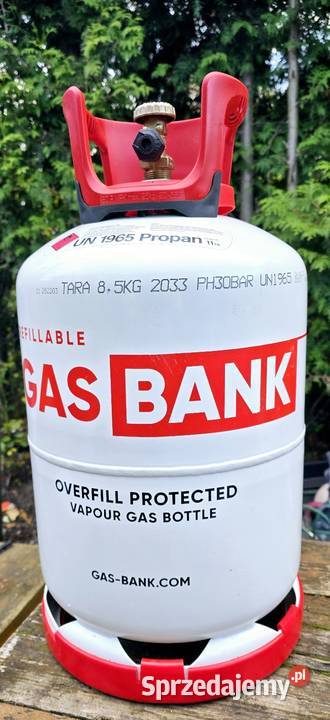 UN 1965 Propan 11kg
TARA 8,5KG 2033 PH30BAR UN1965
REFILLABLE
GAS BANK
OVERFILL PROTECTED
VAPOUR GAS BOTTLE
GAS-BANK.COM
Sprzedajemy.pl